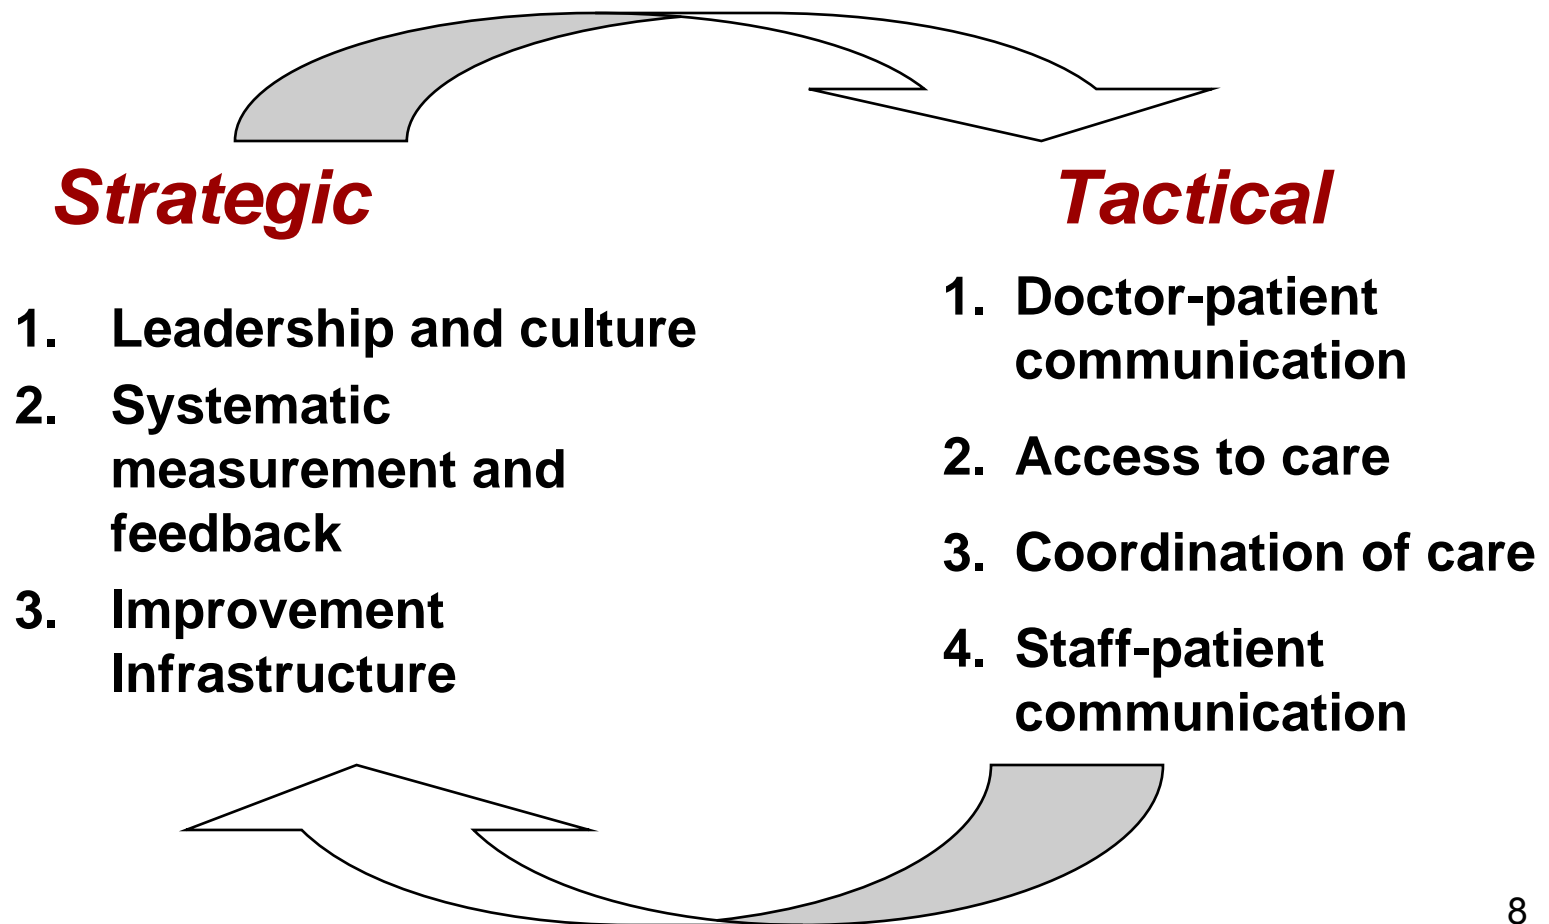 Strategic
1. Leadership and culture
2. Systematic
measurement and
feedback
3. Improvement
Infrastructure
Tactical
1. Doctor-patient
communication
2. Access to care
3. Coordination of care
4. Staff-patient
communication
8